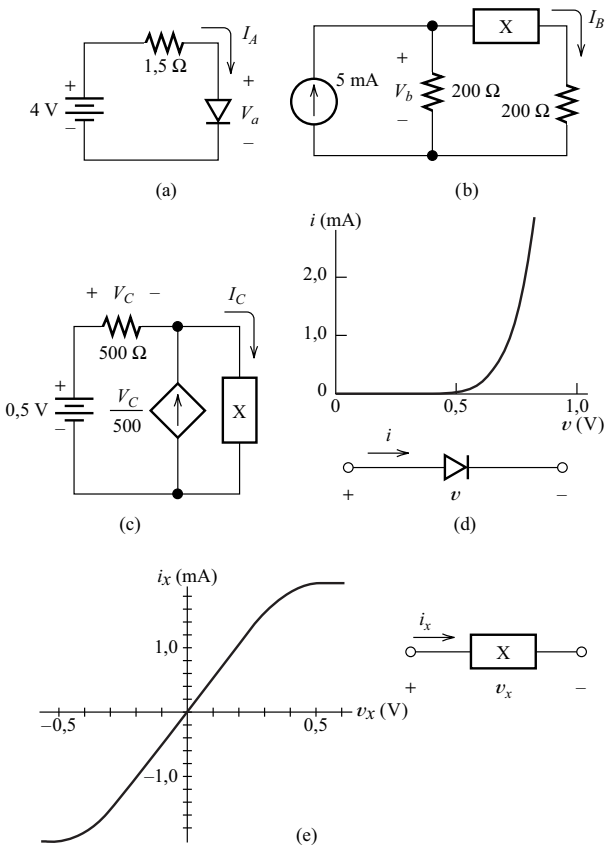 I_A
1,5 Ω
+
4 V
−
+
V_a
−
(a)
X
I_B
+
5 mA
V_b
200 Ω
−
200 Ω
(b)
+ V_C −
I_C
500 Ω
+
0,5 V
−
V_C
500
X
(c)
i (mA)
2,0
1,0
0
0
0,5
1,0
v (V)
i
+
v
−
(d)
i_x (mA)
1,0
−0,5
0,5
v_x (V)
−1,0
i_x
X
+
v_x
−
(e)